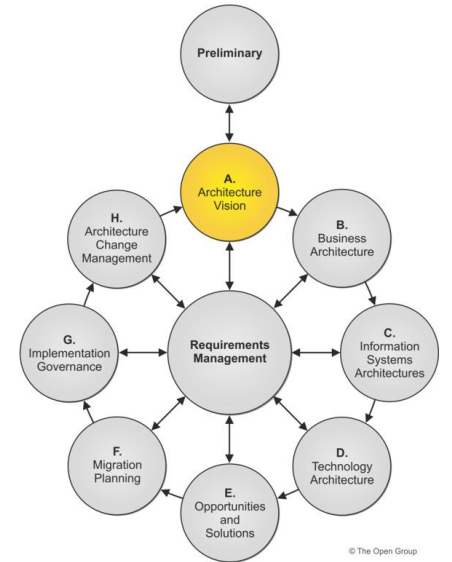 Preliminary
A.
Architecture
Vision
H.
Architecture
Change
Management
B.
Business
Architecture
G.
Implementation
Governance
Requirements
Management
C.
Information
Systems
Architectures
F.
Migration
Planning
D.
Technology
Architecture
E.
Opportunities
and
Solutions
© The Open Group